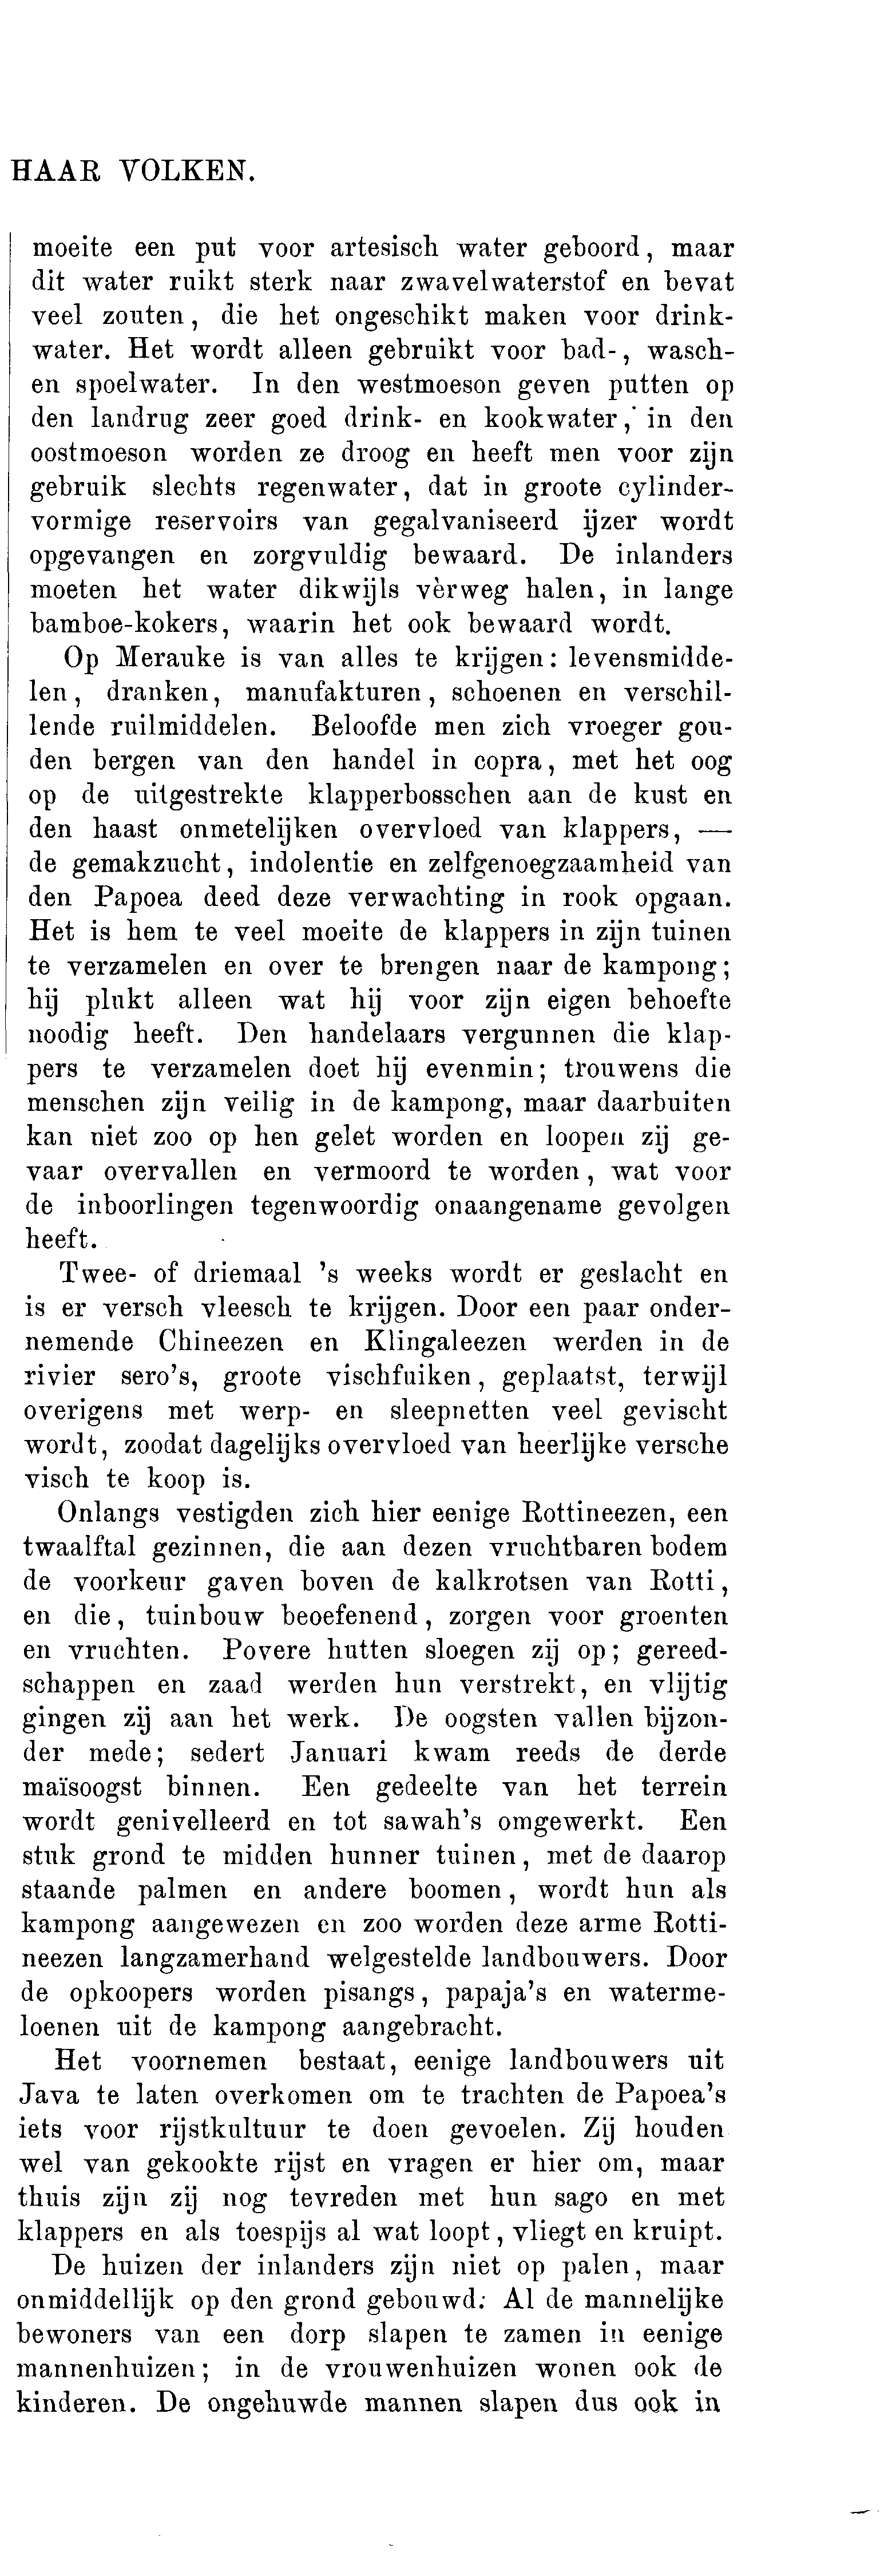 HAAR VOLKEN.
moeite een put voor artesisch water geboord, maar
dit water ruikt sterk naar zwavelwaterstof en bevat
veel zouten, die het ongeschikt maken voor drink-
water. Het wordt alleen gebruikt voor bad-, wasch-
en spoelwater. In den westmoeson geven putten op
den landrug zeer goed drink- en kookwater, in den
oostmoeson worden ze droog en heeft men voor zijn
gebruik slechts regenwater, dat in groote cylinder-
vormige reservoirs van gegalvaniseerd ijzer wordt
opgevangen en zorgvuldig bewaard. De inlanders
moeten het water dikwijls vèrweg halen, in lange
bamboe-kokers, waarin het ook bewaard wordt.
Op Merauke is van alles te krijgen: levensmidde-
len, dranken, manufakturen, schoenen en verschil-
lende ruilmiddelen. Beloofde men zich vroeger gou-
den bergen van den handel in copra, met het oog
op de uitgestrekte klapperbosschen aan de kust en
den haast onmetelijken overvloed van klappers, —
de gemakzucht, indolentie en zelfgenoegzaamheid van
den Papoea deed deze verwachting in rook opgaan.
Het is hem te veel moeite de klappers in zijn tuinen
te verzamelen en over te brengen naar de kampong;
hij plukt alleen wat hij voor zijn eigen behoefte
noodig heeft. Den handelaars vergunnen die klap-
pers te verzamelen doet hij evenmin; trouwens die
menschen zijn veilig in de kampong, maar daarbuiten
kan niet zoo op hen gelet worden en loopen zij ge-
vaar overvallen en vermoord te worden, wat voor
de inboorlingen tegenwoordig onaangename gevolgen
heeft.
Twee- of driemaal 's weeks wordt er geslacht en
is er versch vleesch te krijgen. Door een paar onder-
nemende Chineezen en Klingaleezen werden in de
rivier sero's, groote vischfuiken, geplaatst, terwijl
overigens met werp- en sleepnetten veel gevischt
wordt, zoodat dagelijks overvloed van heerlijke versche
visch te koop is.
Onlangs vestigden zich hier eenige Rottineezen, een
twaalftal gezinnen, die aan dezen vruchtbaren bodem
de voorkeur gaven boven de kalkrotsen van Rotti,
en die, tuinbouw beoefenend, zorgen voor groenten
en vruchten. Povere hutten sloegen zij op; gereed-
schappen en zaad werden hun verstrekt, en vlijtig
gingen zij aan het werk. De oogsten vallen bijzon-
der mede; sedert Januari kwam reeds de derde
maïsoogst binnen. Een gedeelte van het terrein
wordt genivelleerd en tot sawah's omgewerkt. Een
stuk grond te midden hunner tuinen, met de daarop
staande palmen en andere boomen, wordt hun als
kampong aangewezen en zoo worden deze arme Rotti-
neezen langzamerhand welgestelde landbouwers. Door
de opkoopers worden pisangs, papaja's en waterme-
loenen uit de kampong aangebracht.
Het voornemen bestaat, eenige landbouwers uit
Java te laten overkomen om te trachten de Papoea's
iets voor rijstkultuur te doen gevoelen. Zij houden
wel van gekookte rijst en vragen er hier om, maar
thuis zijn zij nog tevreden met hun sago en met
klappers en als toespijs al wat loopt, vliegt en kruipt.
De huizen der inlanders zijn niet op palen, maar
onmiddellijk op den grond gebouwd: Al de mannelijke
bewoners van een dorp slapen te zamen in eenige
mannenhuizen; in de vrouwenhuizen wonen ook de
kinderen. De ongehuwde mannen slapen dus ook in